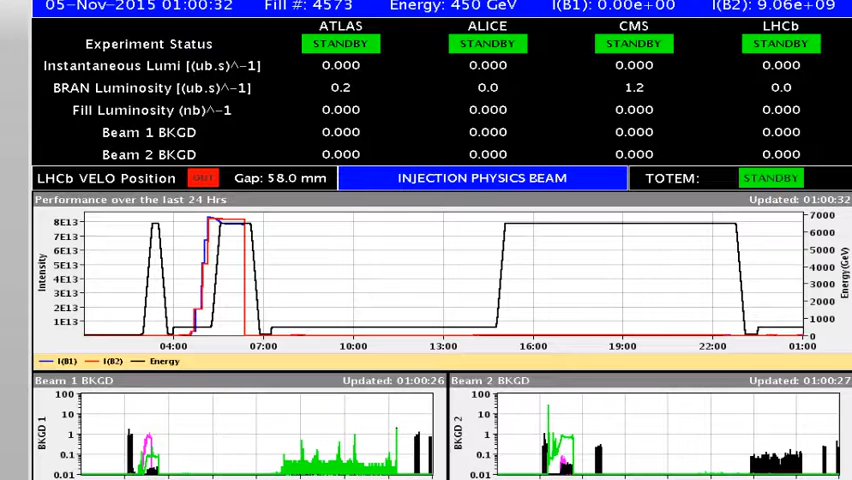 05-Nov-2015 01:00:32 Fill #: 4573 Energy: 450 GeV I(B1): 0.00e+00 I(B2): 9.06e+09
ATLAS ALICE CMS LHCb
Experiment Status STANDBY STANDBY STANDBY STANDBY
Instantaneous Lumi [(ub.s)^-1] 0.000 0.000 0.000 0.000
BRAN Luminosity [(ub.s)^-1] 0.2 0.0 1.2 0.0
Fill Luminosity (nb)^-1 0.000 0.000 0.000 0.000
Beam 1 BKGD 0.000 0.000 0.000 0.000
Beam 2 BKGD 0.000 0.000 0.000 0.000
LHCb VELO Position OUT Gap: 58.0 mm INJECTION PHYSICS BEAM TOTEM: STANDBY
Performance over the last 24 Hrs Updated: 01:00:32
8E13 7000
7E13 6000
6E13 5000
5E13 4000
4E13 3000
3E13 2000
2E13 1000
1E13 0
Intensity
Energy(GeV)
04:00 07:00 10:00 13:00 16:00 19:00 22:00 01:00
I(B1) I(B2) Energy
Beam 1 BKGD Updated: 01:00:26 Beam 2 BKGD Updated: 01:00:27
100 100
10 10
1 1
0.1 0.1
0.01 0.01
BKGD 1 BKGD 2